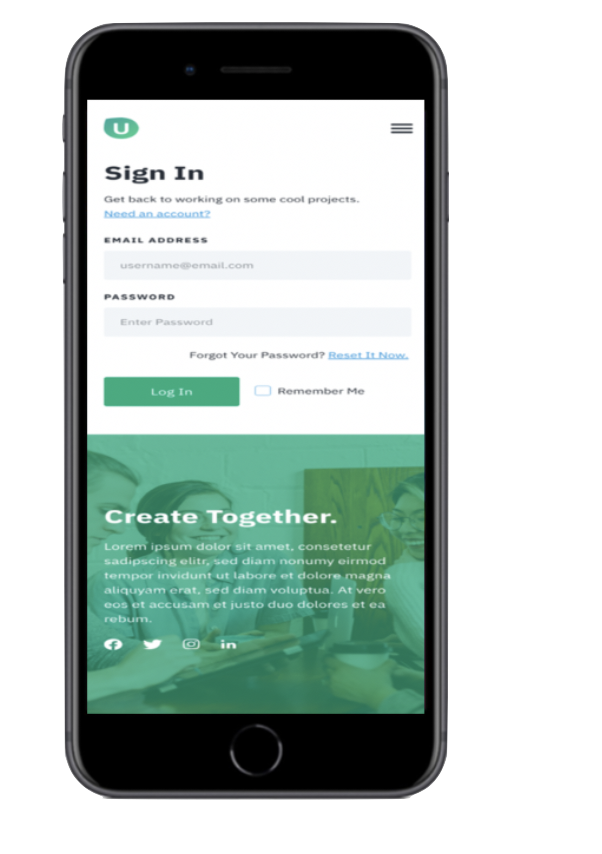 U
Sign In
Get back to working on some cool projects.
Need an account?
EMAIL ADDRESS
username@email.com
PASSWORD
Enter Password
Forgot Your Password? Reset It Now.
Log In
Remember Me
Create Together.
Lorem ipsum dolor sit amet, consetetur
sadipscing elitr, sed diam nonumy eirmod
tempor invidunt ut labore et dolore magna
aliquyam erat, sed diam voluptua. At vero
eos et accusam et justo duo dolores et ea
rebum.
in